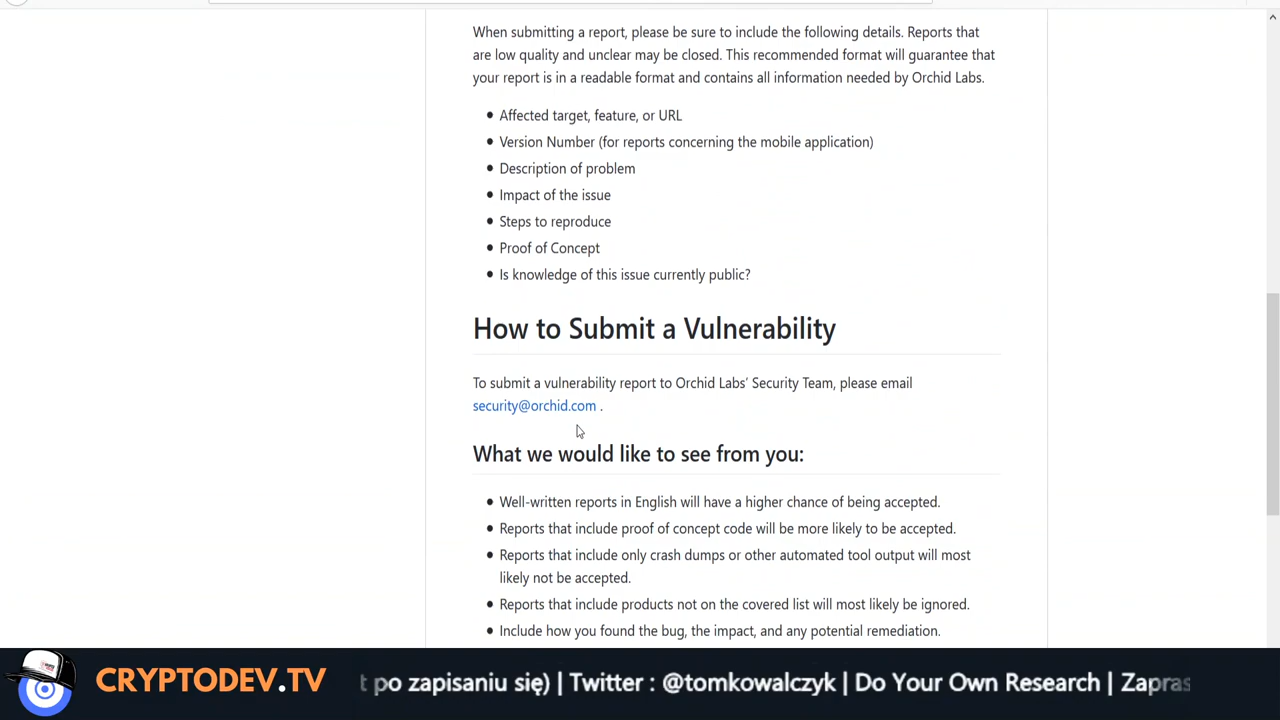 When submitting a report, please be sure to include the following details. Reports that
are low quality and unclear may be closed. This recommended format will guarantee that
your report is in a readable format and contains all information needed by Orchid Labs.
Affected target, feature, or URL
Version Number (for reports concerning the mobile application)
Description of problem
Impact of the issue
Steps to reproduce
Proof of Concept
Is knowledge of this issue currently public?
How to Submit a Vulnerability
To submit a vulnerability report to Orchid Labs’ Security Team, please email
security@orchid.com .
What we would like to see from you:
Well-written reports in English will have a higher chance of being accepted.
Reports that include proof of concept code will be more likely to be accepted.
Reports that include only crash dumps or other automated tool output will most
likely not be accepted.
Reports that include products not on the covered list will most likely be ignored.
Include how you found the bug, the impact, and any potential remediation.
CRYPTODEV.TV
t po zapisaniu się) | Twitter : @tomkowalczyk | Do Your Own Research | Zapras